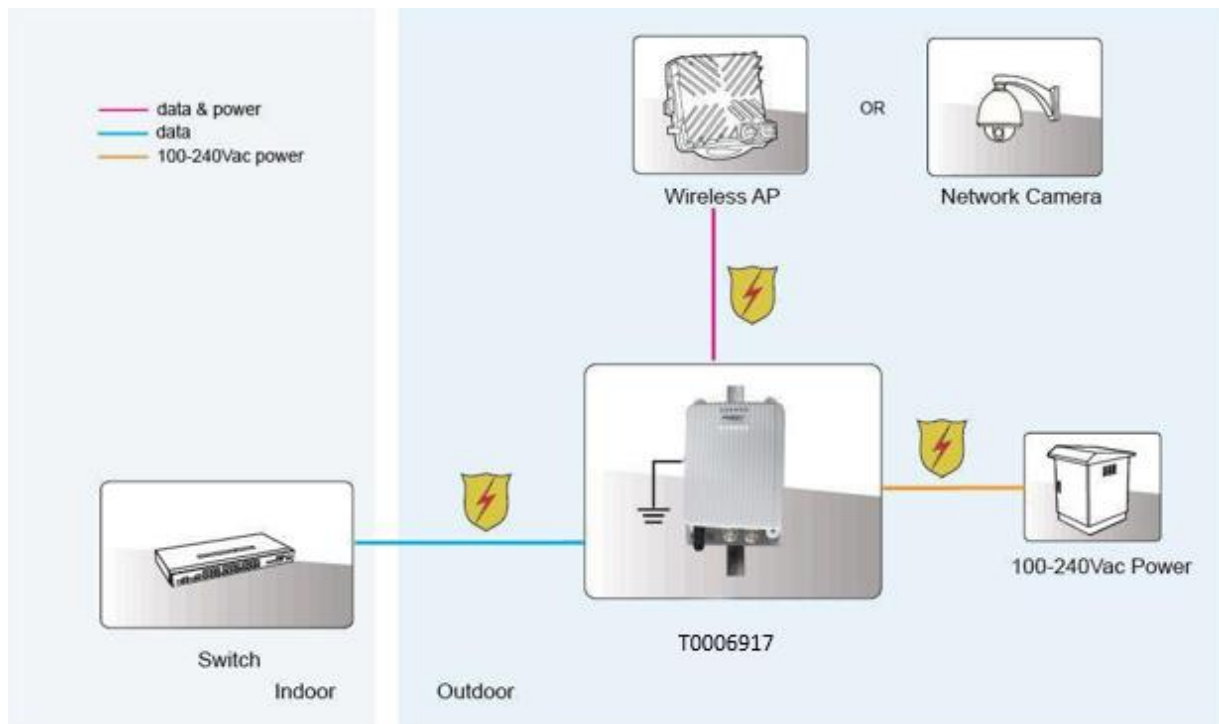 data & power
data
100-240Vac power
OR
Wireless AP
Network Camera
100-240Vac Power
T0006917
Switch
Indoor
Outdoor